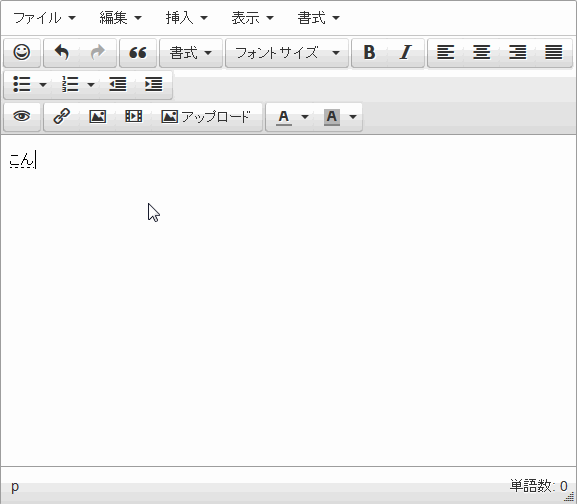 ファイル 編集 挿入 表示 書式
書式 フォントサイズ B I
アップロード A A
こん
p 単語数: 0